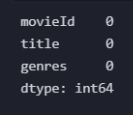 movieId 0
title 0
genres 0
dtype: int64